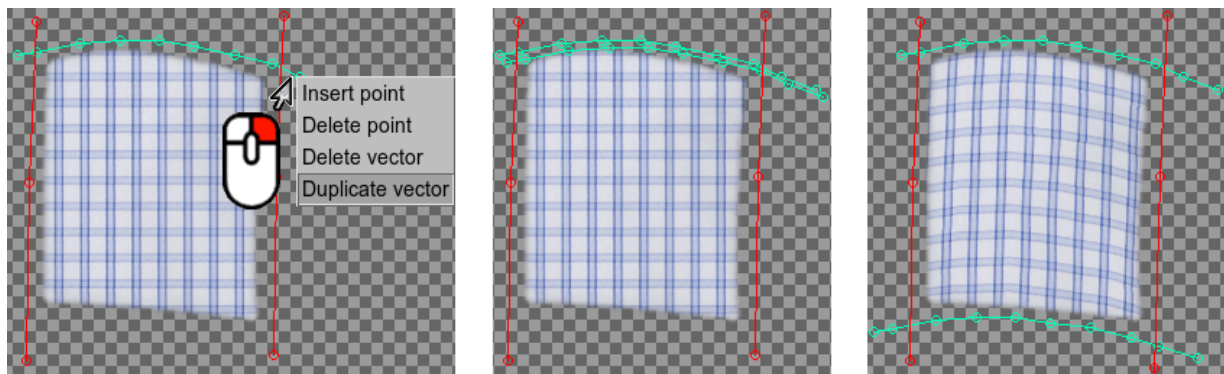 Insert point
Delete point
Delete vector
Duplicate vector